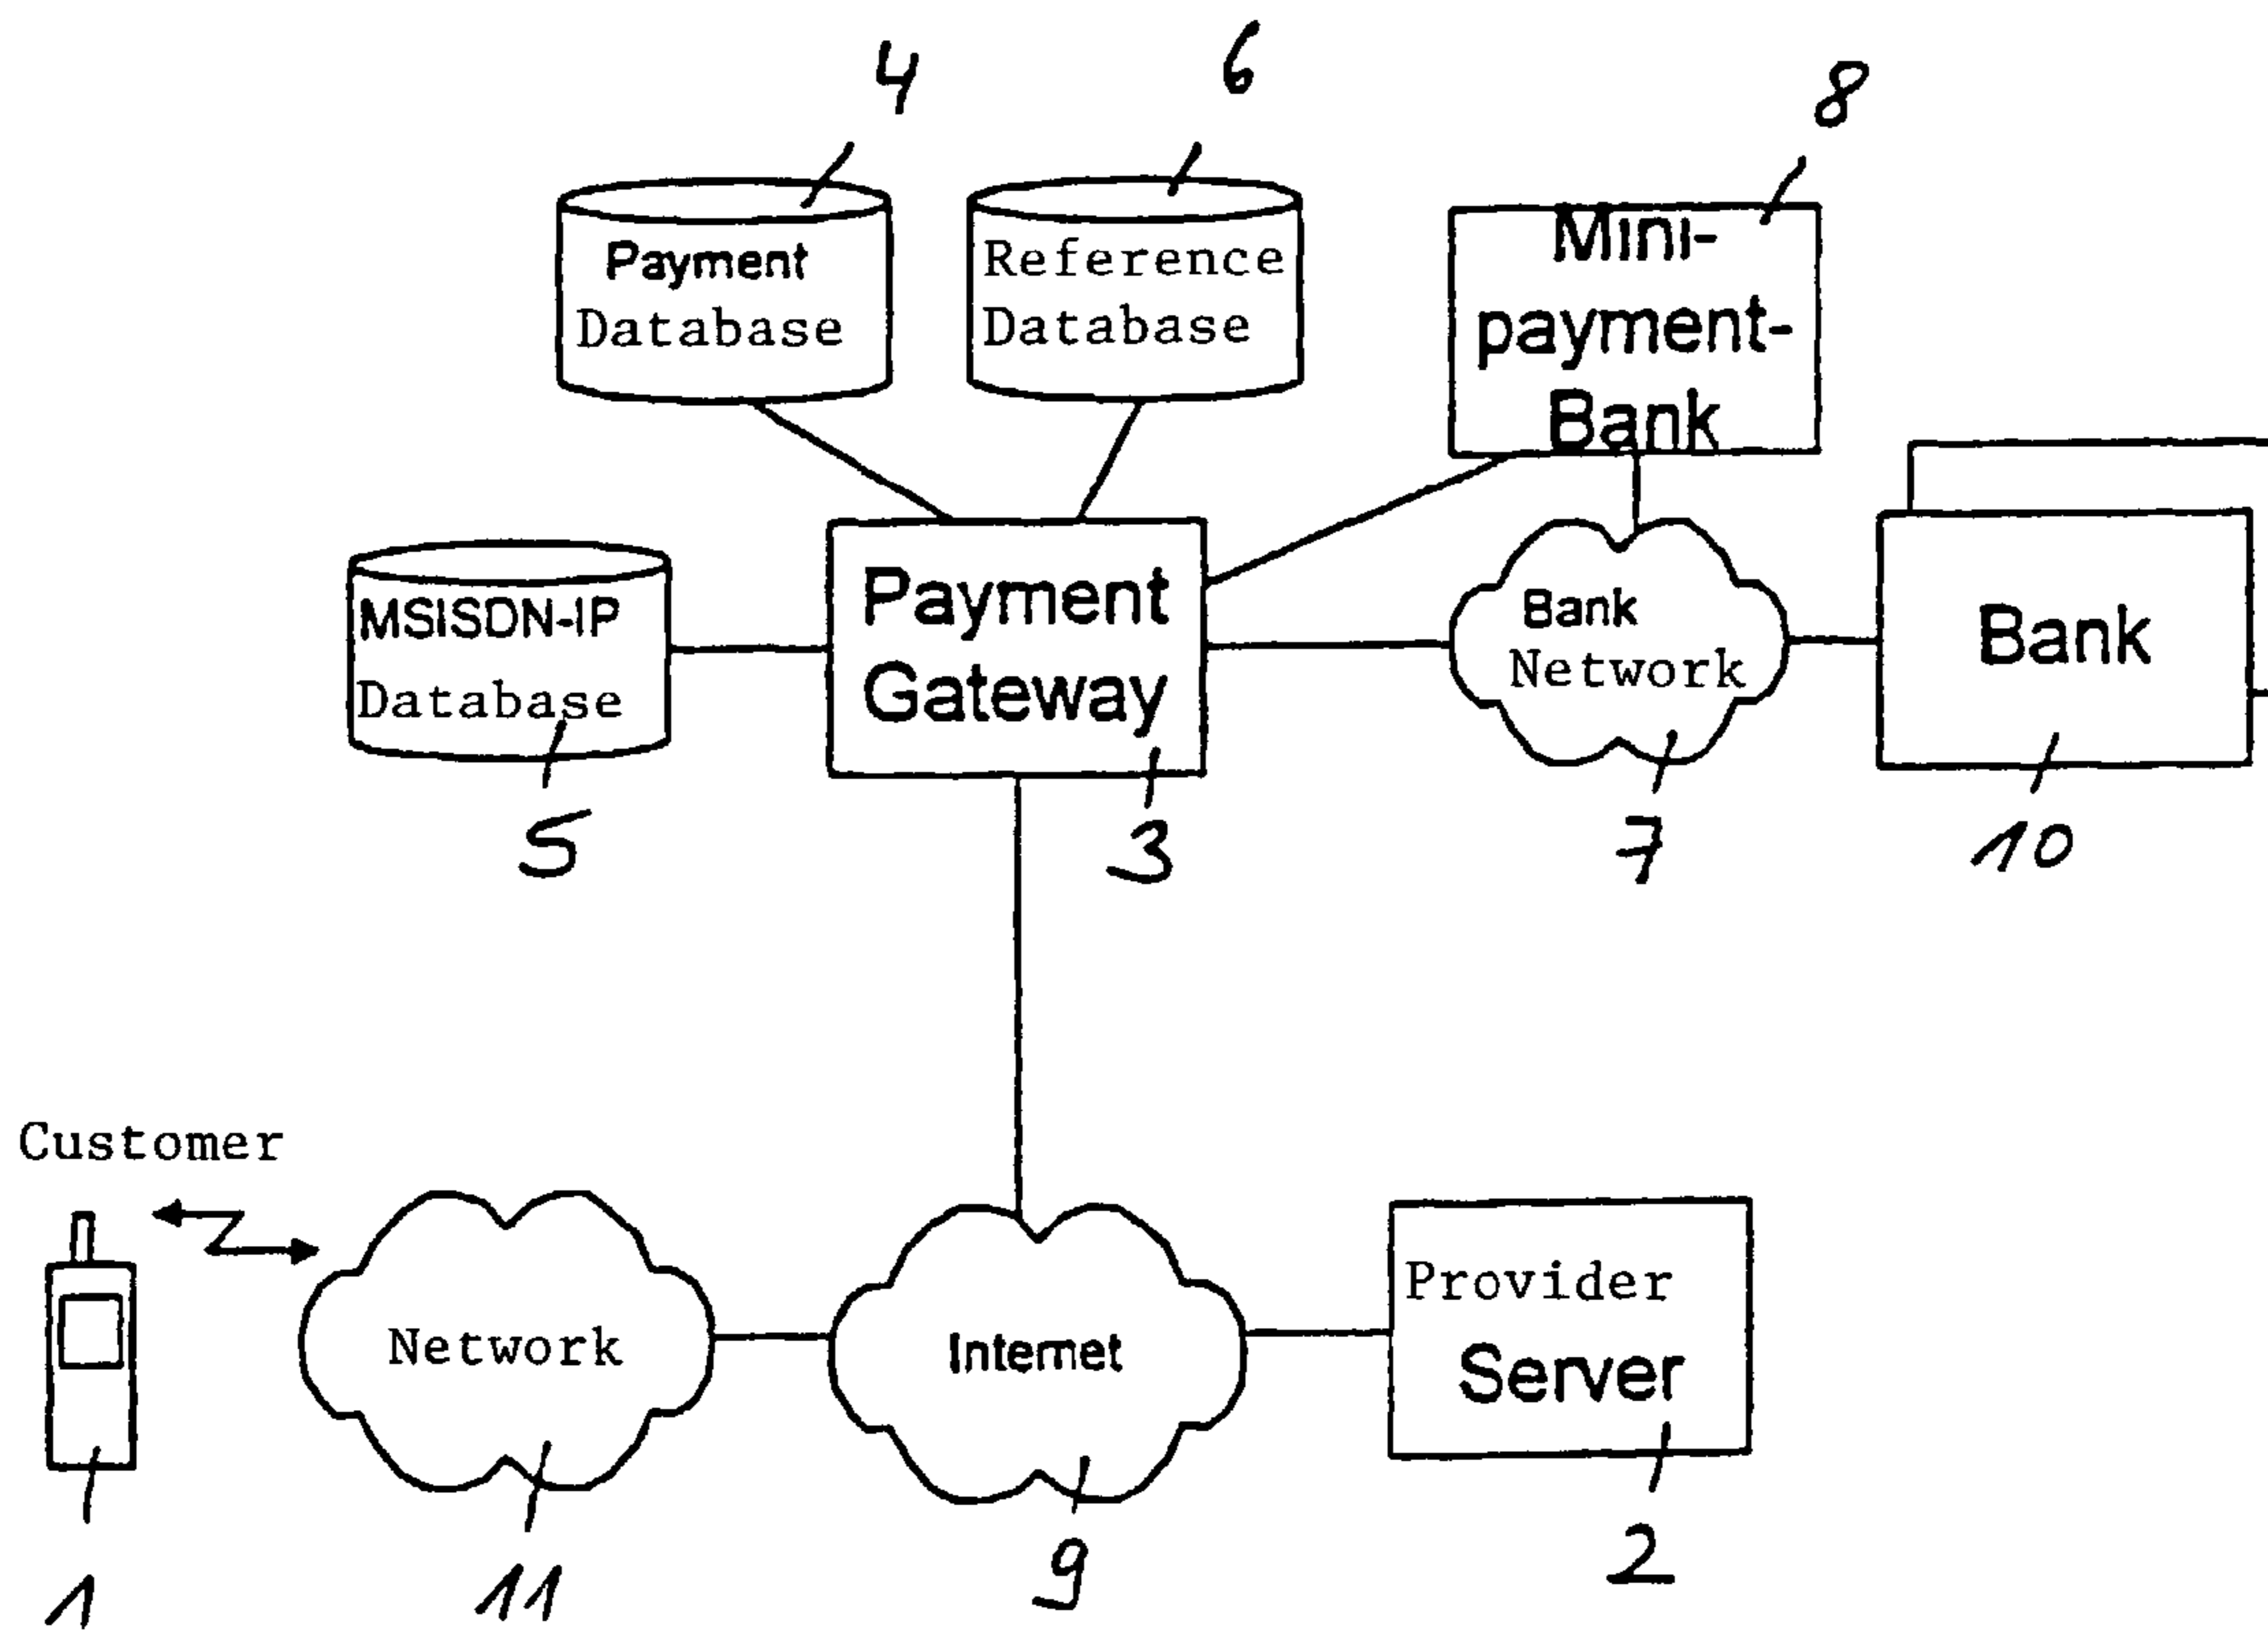 4
6
8
Payment
Database
Reference
Database
Mini-
payment-
Bank
MSISDN-IP
Database
Payment
Gateway
Bank
Network
Bank
5
3
7
10
Customer
Network
Internet
Provider
Server
1
11
9
2